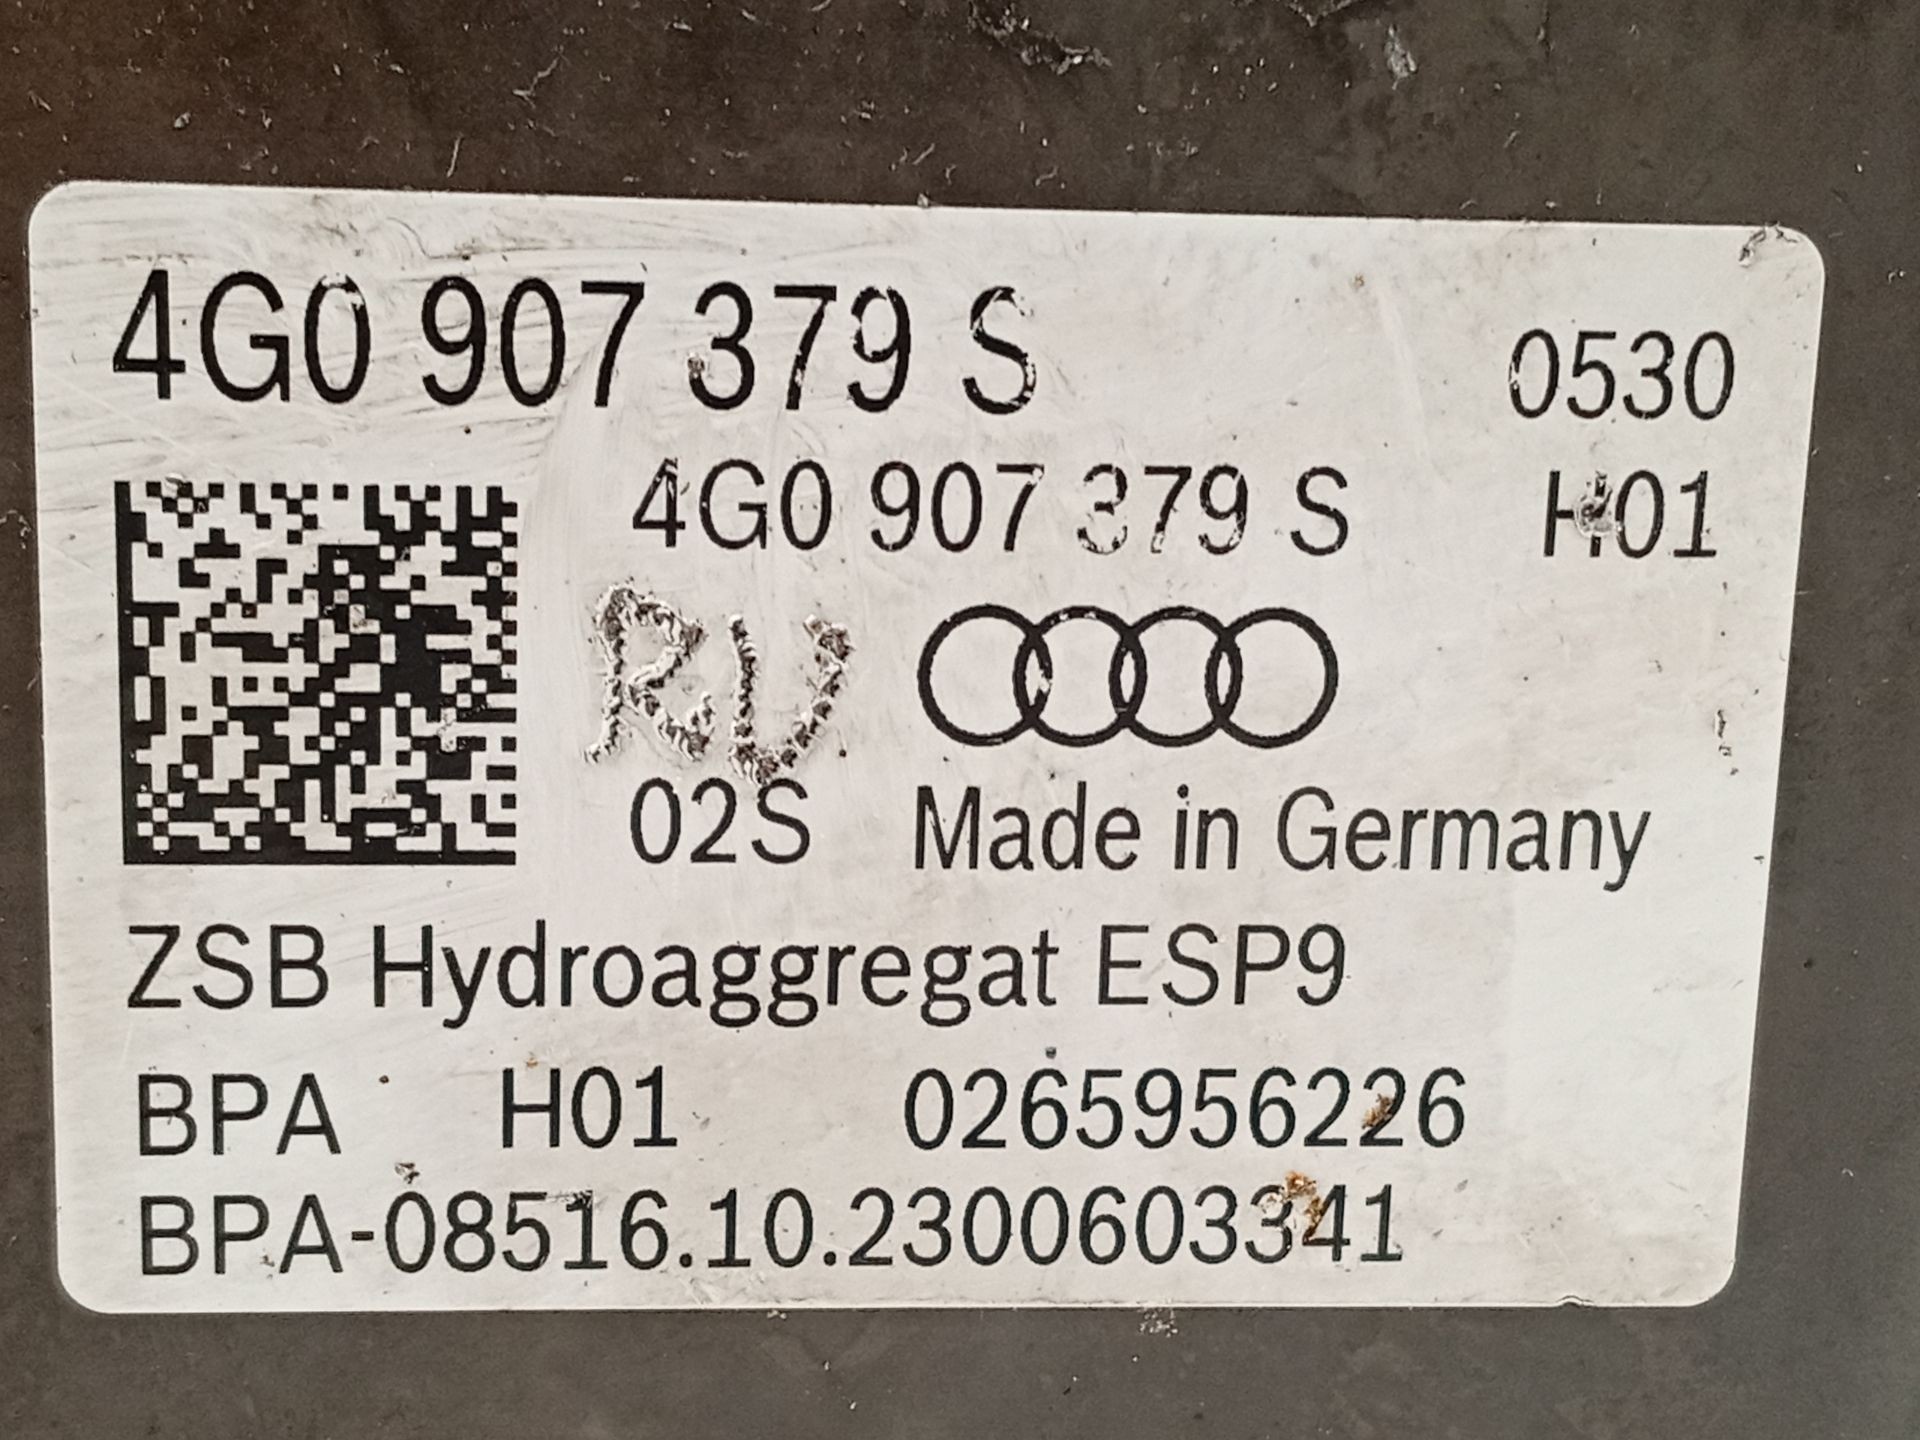 4G0 907 379 S 0530
4G0 907 379 S H01
RU
02S Made in Germany
ZSB Hydroaggregat ESP9
BPA H01 0265956226
BPA-08516.10.2300603341